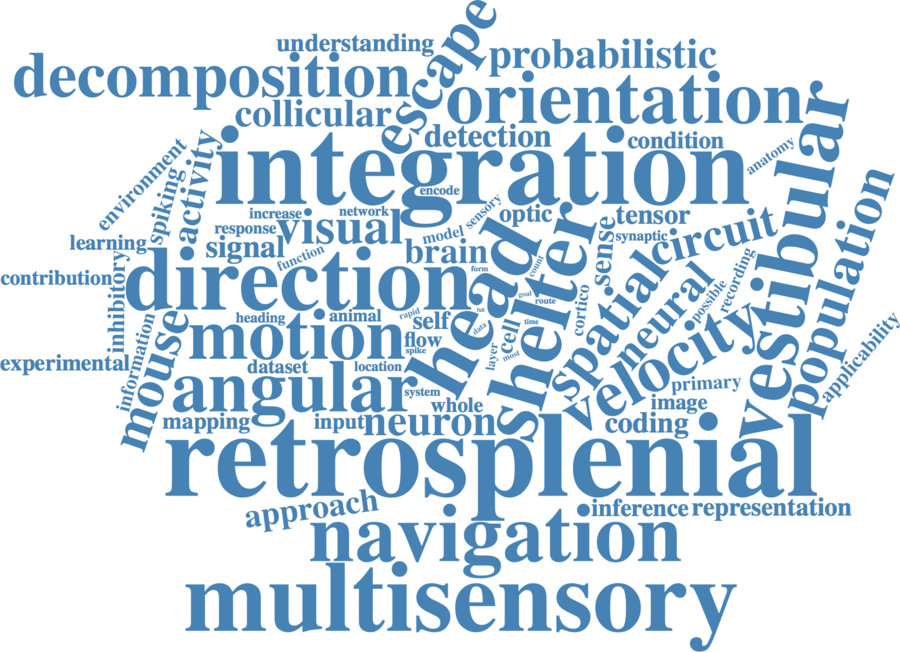 understanding
escape
probabilistic
decomposition
orientation
collicular
detection
condition
vestibular
environment
spiking
activity
integration
anatomy
encode
increase
network
sensory
optic
tensor
response
visual
model
sense
synaptic
circuit
population
learning
signal
function
brain
contribution
inhibitory
direction
form
head
count
shelter
spatial
neural
possible
recording
goal
route
cortico
velocity
heading
animal
rapid
self
full
data
cell
time
motion
flow
spike
layer
most
experimental
information
mouse
dataset
location
applicability
angular
system
whole
primary
image
mapping
input
neuron
coding
retrosplenial
approach
inference
representation
navigation
multisensory